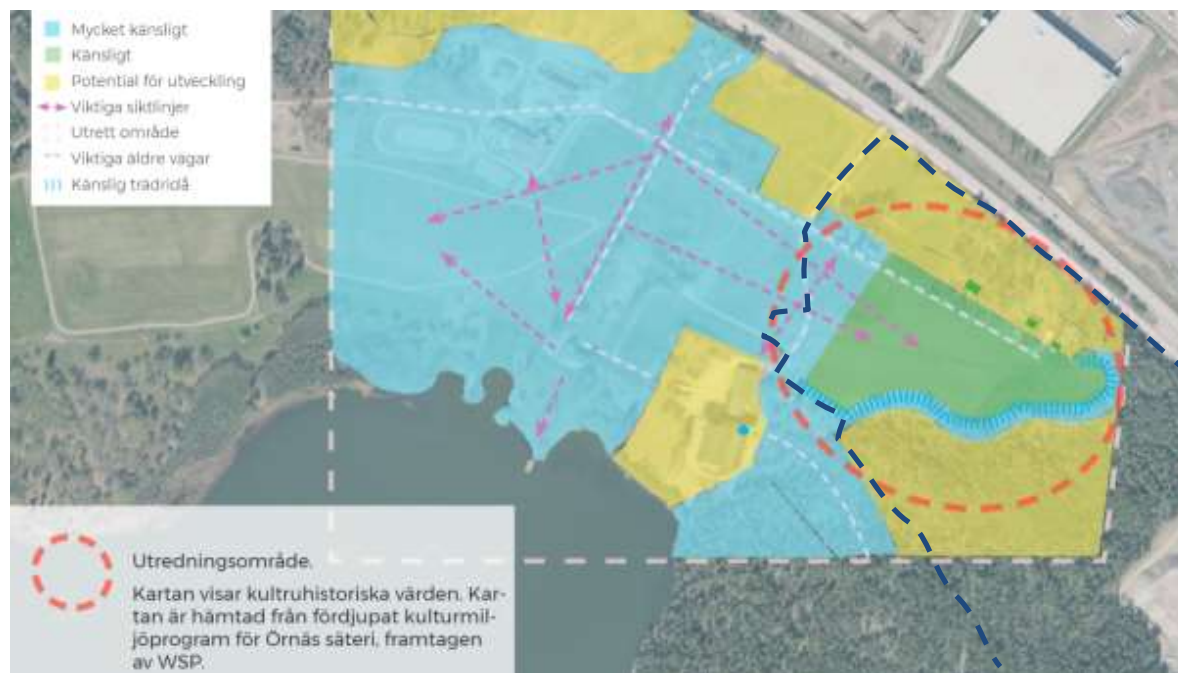 Mycket känsligt
Känsligt
Potential för utveckling
Viktiga siktlinjer
Utrett område
Viktiga äldre vägar
Känslig trädridå
Utredningsområde.
Kartan visar kultruhistoriska värden. Kar-
tan är hämtad från fördjupat kulturmil-
jöprogram för Örnäs säteri, framtagen
av WSP.